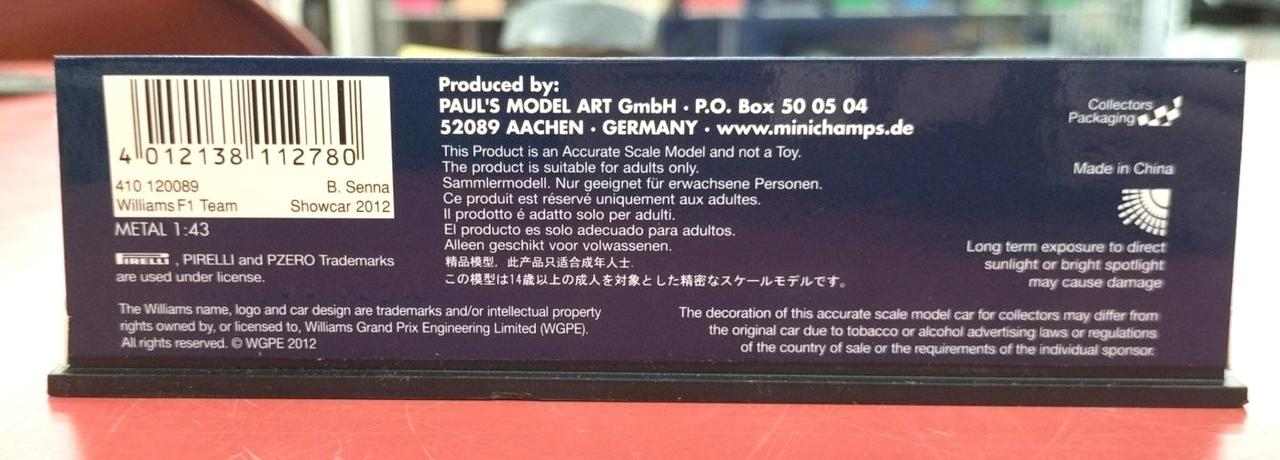 4 012138 112780
410 120089 B. Senna
Williams F1 Team Showcar 2012
METAL 1:43
PIRELLI , PIRELLI and PZERO Trademarks
are used under license.
Produced by:
PAUL'S MODEL ART GmbH · P.O. Box 50 05 04
52089 AACHEN · GERMANY · www.minichamps.de
This Product is an Accurate Scale Model and not a Toy.
The product is suitable for adults only.
Sammlermodell. Nur geeignet für erwachsene Personen.
Ce produit est réservé uniquement aux adultes.
Il prodotto é adatto solo per adulti.
El producto es solo adecuado para adultos.
Alleen geschikt voor volwassenen.
精品模型. 此产品只适合成年人士.
この模型は14歳以上の成人を対象とした精密なスケールモデルです。
Collectors
Packaging
Made in China
Long term exposure to direct
sunlight or bright spotlight
may cause damage
The Williams name, logo and car design are trademarks and/or intellectual property
rights owned by, or licensed to, Williams Grand Prix Engineering Limited (WGPE).
All rights reserved. © WGPE 2012
The decoration of this accurate scale model car for collectors may differ from
the original car due to tobacco or alcohol advertising laws or regulations
of the country of sale or the requirements of the individual sponsor.